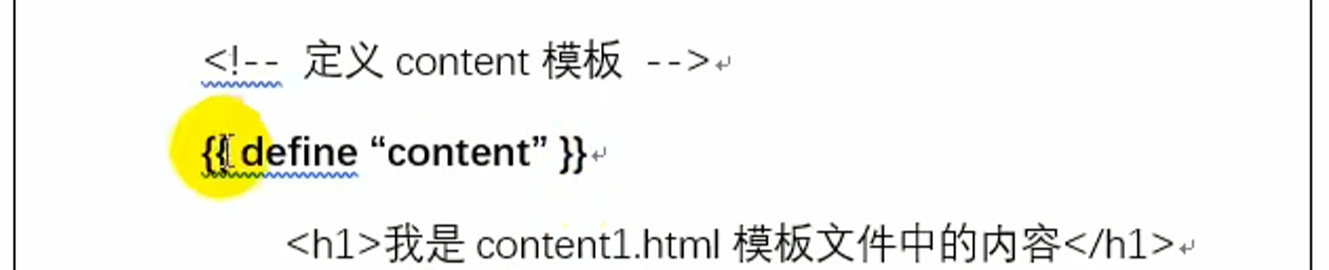 <!-- 定义 content 模板 -->
{{ define “content” }}
<h1>我是 content1.html 模板文件中的内容</h1>